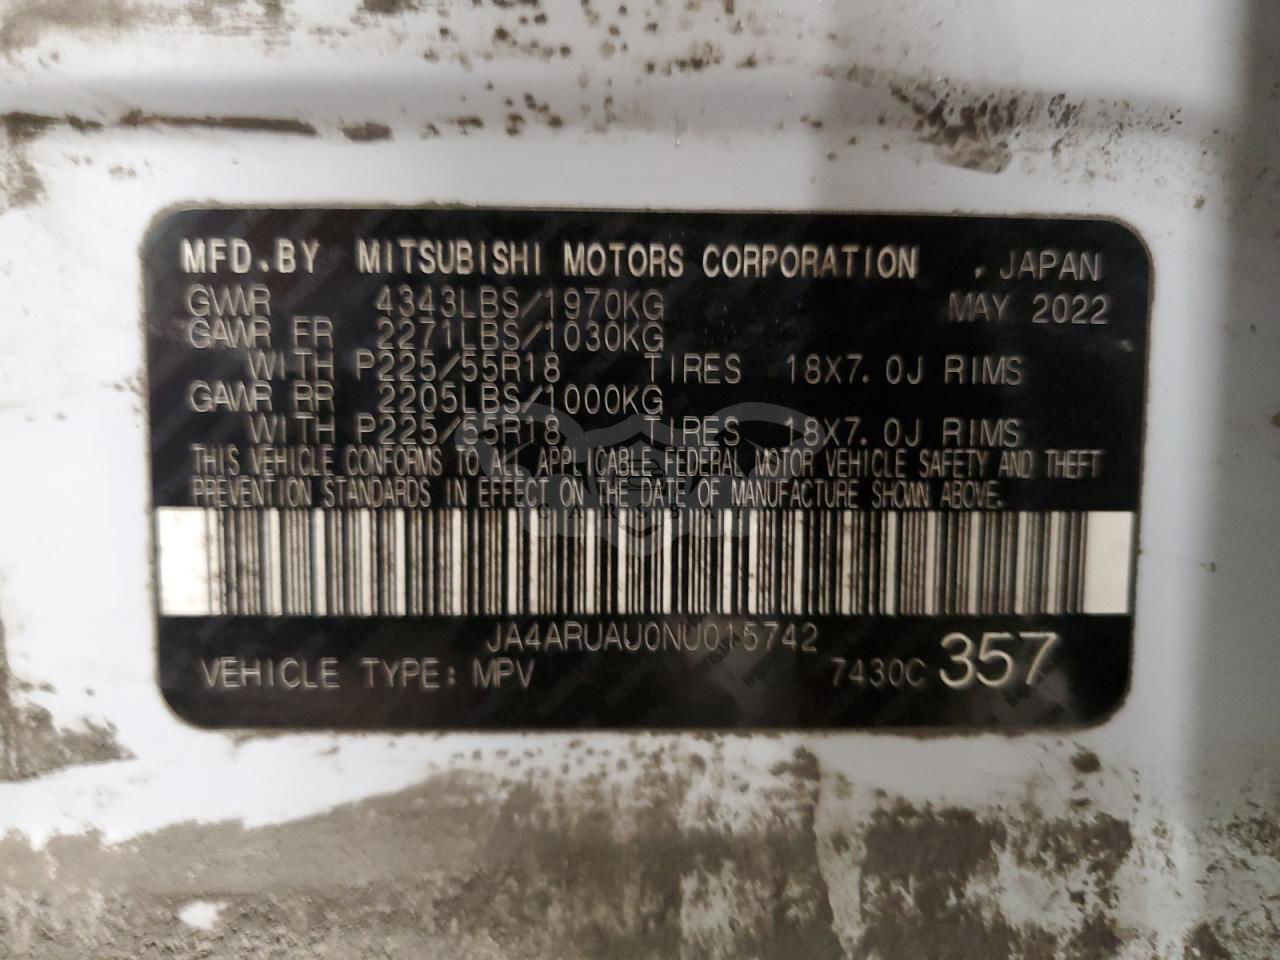 MFD.BY MITSUBISHI MOTORS CORPORATION , JAPAN
GVWR 4343LBS/1970KG MAY 2022
GAWR FR 2271LBS/1030KG
WITH P225/55R18 TIRES 18X7.0J RIMS
GAWR RR 2205LBS/1000KG
WITH P225/55R18 TIRES 18X7.0J RIMS
THIS VEHICLE CONFORMS TO ALL APPLICABLE FEDERAL MOTOR VEHICLE SAFETY AND THEFT
PREVENTION STANDARDS IN EFFECT ON THE DATE OF MANUFACTURE SHOWN ABOVE.
JA4ARUAU0NU015742
VEHICLE TYPE: MPV 7430C 357